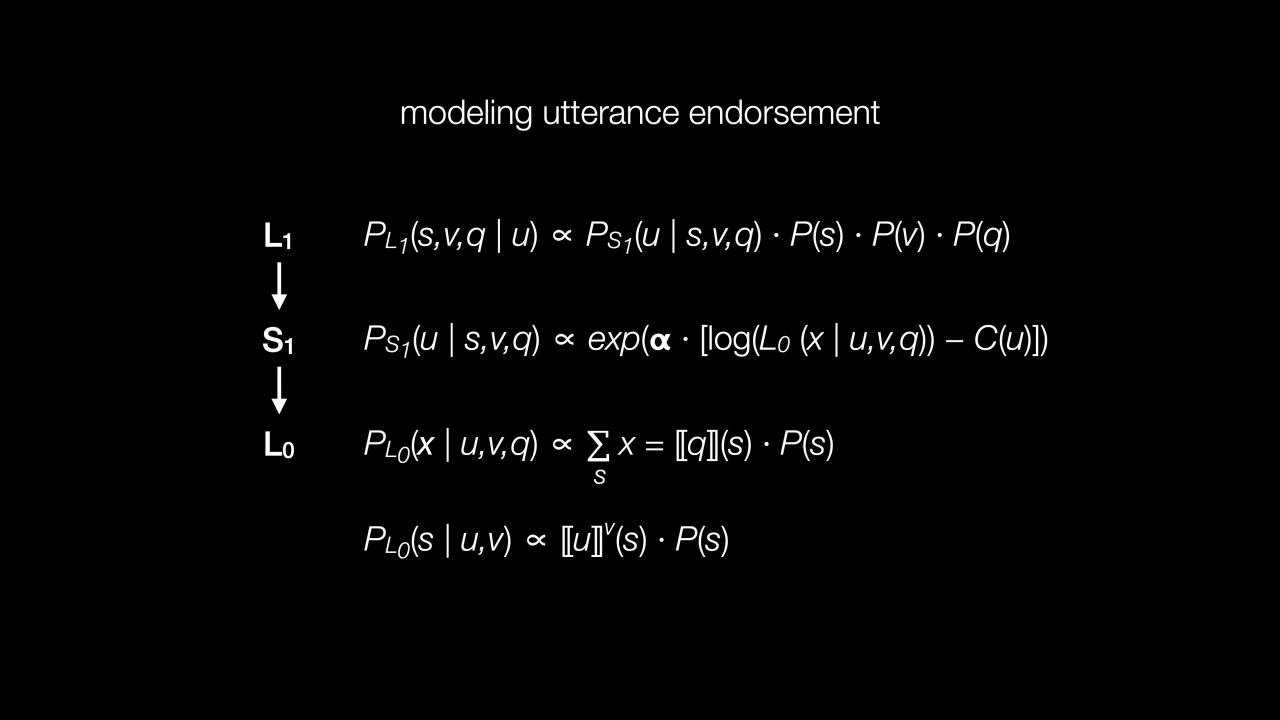 modeling utterance endorsement
L₁ P_{L₁}(s,v,q | u) ∝ P_{S₁}(u | s,v,q) · P(s) · P(v) · P(q)
S₁ P_{S₁}(u | s,v,q) ∝ exp(α · [log(L₀ (x | u,v,q)) – C(u)])
L₀ P_{L₀}(x | u,v,q) ∝ Σ_s x = ⟦q⟧(s) · P(s)
P_{L₀}(s | u,v) ∝ ⟦u⟧ᵛ(s) · P(s)